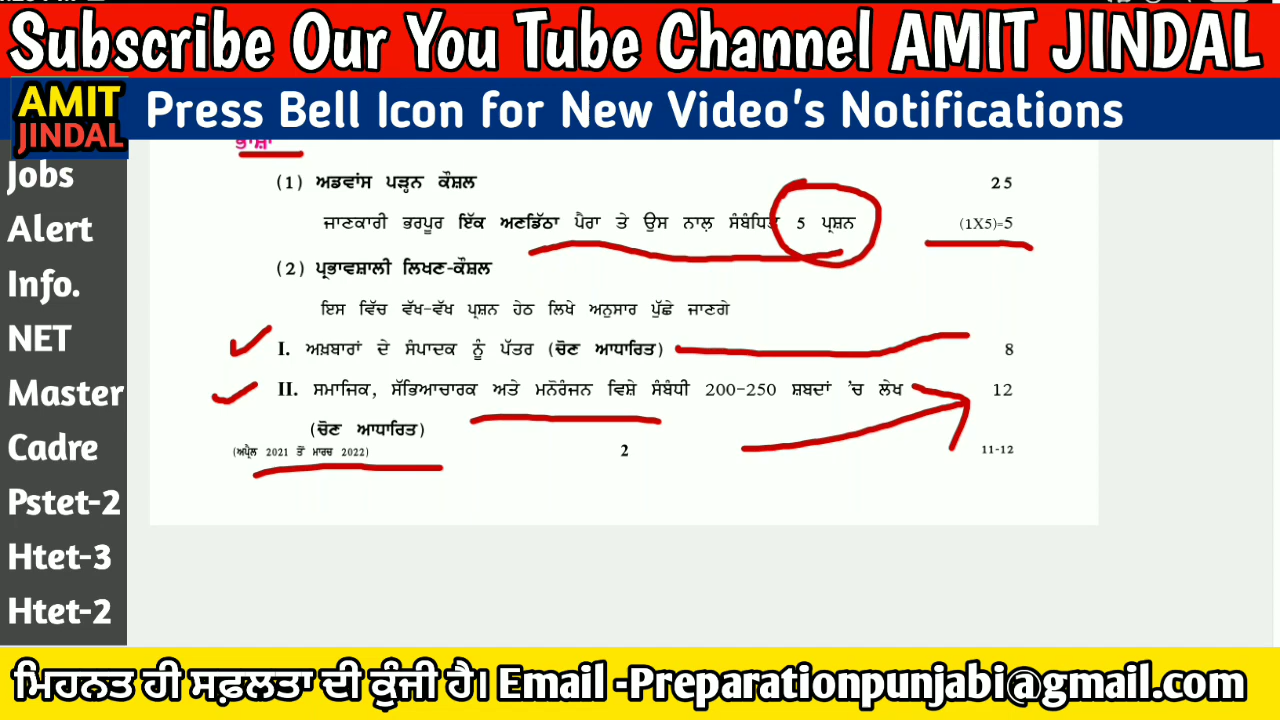 Subscribe Our You Tube Channel AMIT JINDAL
AMIT
JINDAL
Press Bell Icon for New Video's Notifications
Jobs
Alert
Info.
NET
Master
Cadre
Pstet-2
Htet-3
Htet-2
ਭਾਸ਼ਾ
(1) ਅਡਵਾਂਸ ਪੜ੍ਹਨ ਕੌਸ਼ਲ 25
ਜਾਣਕਾਰੀ ਭਰਪੂਰ ਇੱਕ ਅਣਡਿੱਠਾ ਪੈਰਾ ਤੇ ਉਸ ਨਾਲ਼ ਸੰਬੰਧਿਤ 5 ਪ੍ਰਸ਼ਨ (1X5)=5
(2) ਪ੍ਰਭਾਵਸ਼ਾਲੀ ਲਿਖਣ-ਕੌਸ਼ਲ
ਇਸ ਵਿੱਚ ਵੱਖ-ਵੱਖ ਪ੍ਰਸ਼ਨ ਹੇਠ ਲਿਖੇ ਅਨੁਸਾਰ ਪੁੱਛੇ ਜਾਣਗੇ
I. ਅਖ਼ਬਾਰਾਂ ਦੇ ਸੰਪਾਦਕ ਨੂੰ ਪੱਤਰ (ਚੋਣ ਆਧਾਰਿਤ) 8
II. ਸਮਾਜਿਕ, ਸੱਭਿਆਚਾਰਕ ਅਤੇ ਮਨੋਰੰਜਨ ਵਿਸ਼ੇ ਸੰਬੰਧੀ 200-250 ਸ਼ਬਦਾਂ 'ਚ ਲੇਖ 12
(ਚੋਣ ਆਧਾਰਿਤ)
(ਅਪ੍ਰੈਲ 2021 ਤੋਂ ਮਾਰਚ 2022) 2 11-12
ਮਿਹਨਤ ਹੀ ਸਫ਼ਲਤਾ ਦੀ ਕੁੰਜੀ ਹੈ। Email -Preparationpunjabi@gmail.com